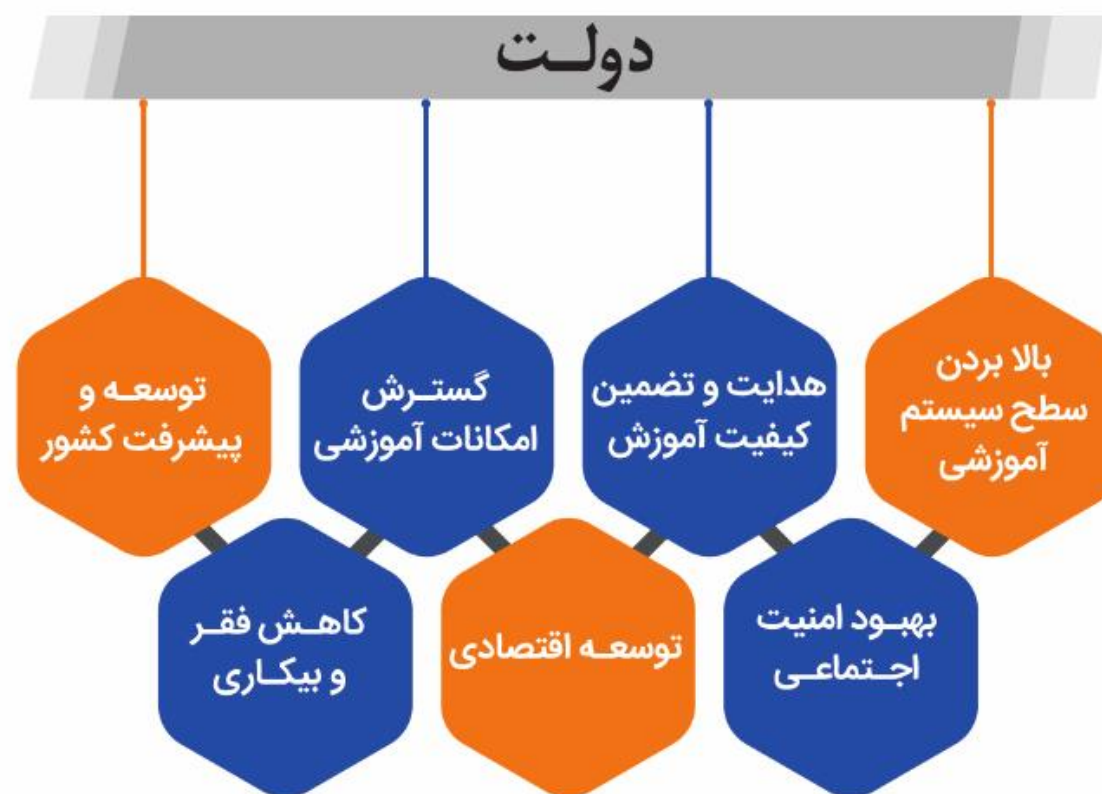 دولـت
بالا بردن
سطح سیستم
آموزشی
هدایت و تضمین
کیفیت آموزش
گستـرش
امکانات آموزشی
توسعـه و
پیشرفت کشور
بهبـود امنیت
اجـتماعـی
توسعـه اقتصادی
کاهـش فقـر
و بیکـاری